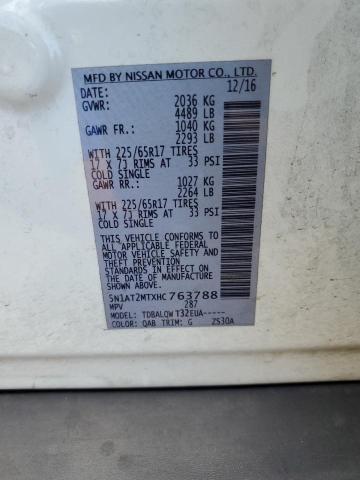 MFD BY NISSAN MOTOR CO., LTD.
DATE: 12/16
GVWR: 2036 KG
4489 LB
GAWR FR.: 1040 KG
2293 LB
WITH 225/65R17 TIRES
17 X 7J RIMS AT 33 PSI
COLD SINGLE
GAWR RR.: 1027 KG
2264 LB
WITH 225/65R17 TIRES
17 X 7J RIMS AT 33 PSI
COLD SINGLE
THIS VEHICLE CONFORMS TO
ALL APPLICABLE FEDERAL
MOTOR VEHICLE SAFETY AND
THEFT PREVENTION
STANDARDS IN EFFECT ON
THE DATE OF MANUFACTURE
SHOWN ABOVE.
5N1AT2MTXHC763788
MPV 287
MODEL: TDBALQWT32EUA-----
COLOR: QAB TRIM: G 2S30A